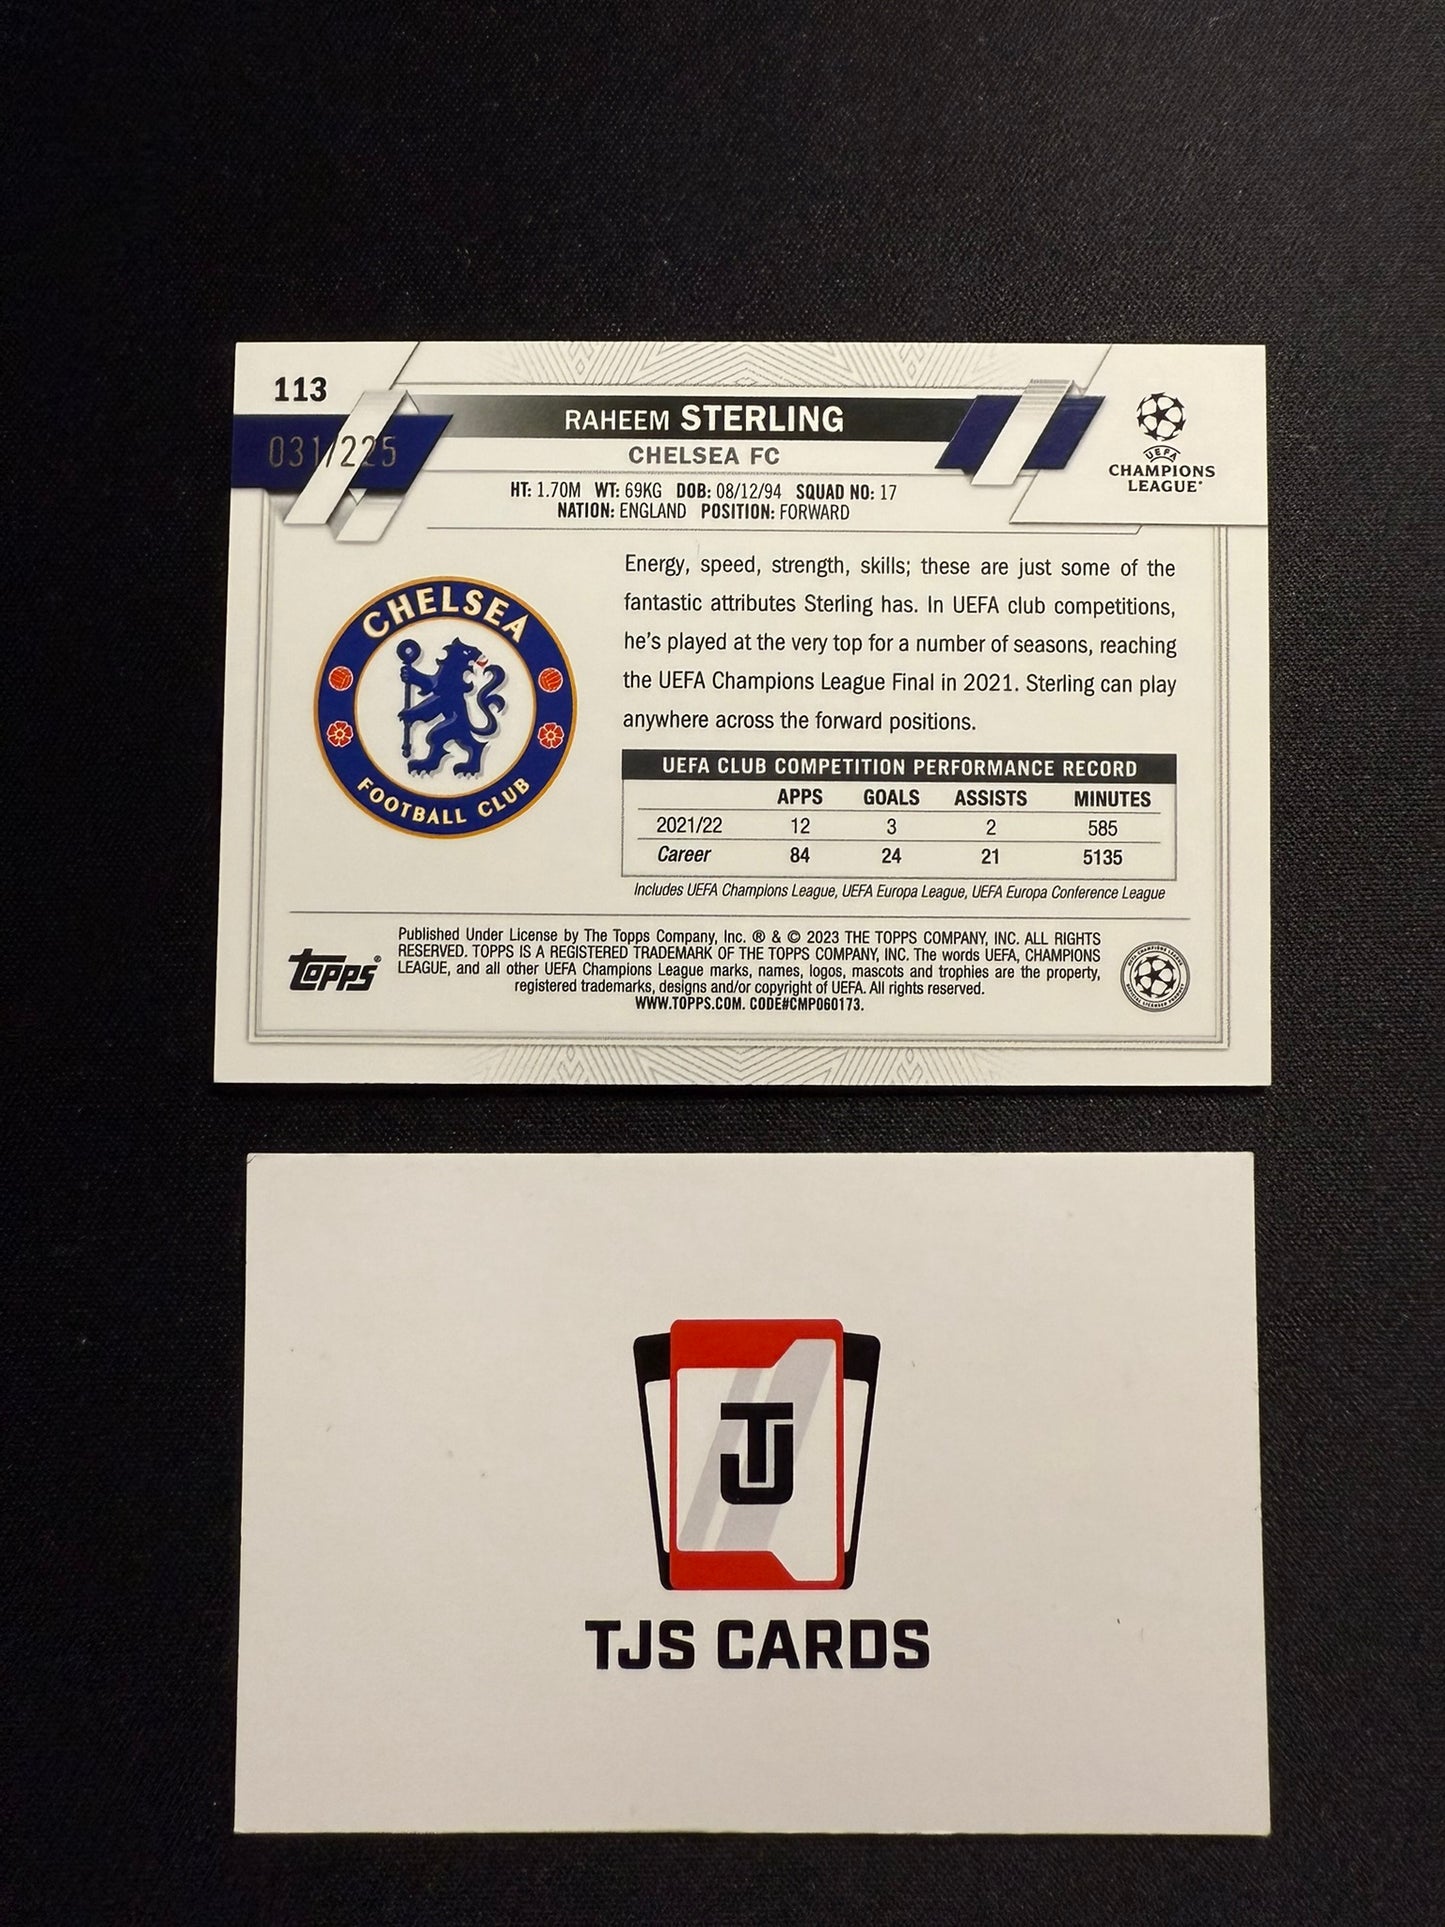 113
031/225
RAHEEM STERLING
CHELSEA FC
UEFA
CHAMPIONS
LEAGUE®
HT: 1.70M WT: 69KG DOB: 08/12/94 SQUAD NO: 17
NATION: ENGLAND POSITION: FORWARD
CHELSEA
FOOTBALL CLUB
Energy, speed, strength, skills; these are just some of the
fantastic attributes Sterling has. In UEFA club competitions,
he's played at the very top for a number of seasons, reaching
the UEFA Champions League Final in 2021. Sterling can play
anywhere across the forward positions.
UEFA CLUB COMPETITION PERFORMANCE RECORD
APPS GOALS ASSISTS MINUTES
2021/22 12 3 2 585
Career 84 24 21 5135
Includes UEFA Champions League, UEFA Europa League, UEFA Europa Conference League
topps®
Published Under License by The Topps Company, Inc. ® & © 2023 THE TOPPS COMPANY, INC. ALL RIGHTS
RESERVED. TOPPS IS A REGISTERED TRADEMARK OF THE TOPPS COMPANY, INC. The words UEFA, CHAMPIONS
LEAGUE, and all other UEFA Champions League marks, names, logos, mascots and trophies are the property,
registered trademarks, designs and/or copyright of UEFA. All rights reserved.
WWW.TOPPS.COM. CODE#CMP060173.
TJ
TJS CARDS